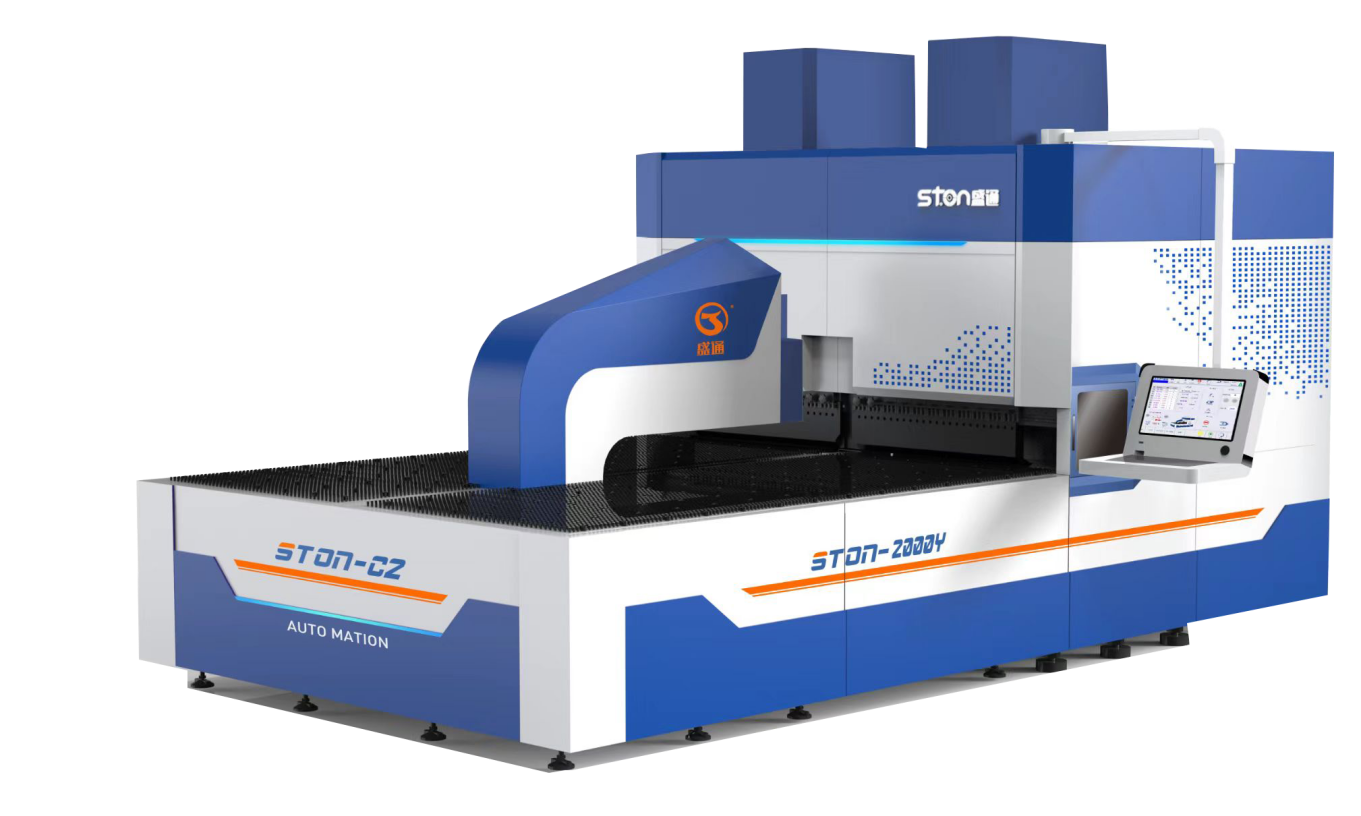 STON盛通
盛通
STON-CZ
AUTO MATION
STON-2000Y